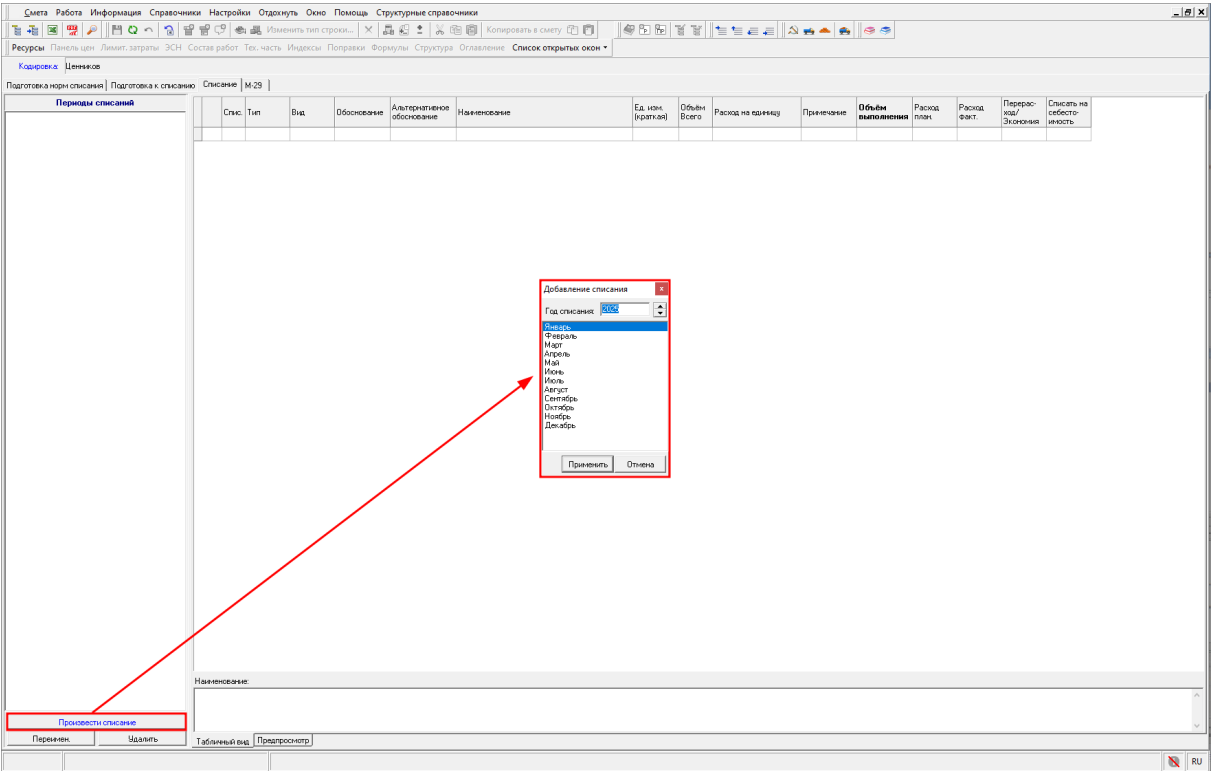 Смета Работа Информация Справочники Настройки Отдохнуть Окно Помощь Структурные справочники
Изменить тип строки... Копировать в смету
Ресурсы Панель цен Лимит. затраты ЗСН Состав работ Тех. часть Индексы Поправки Формулы Структура Оглавление Список открытых окон
Кодировка: Ценников
Подготовка норм списания Подготовка к списанию Списание М-29
Периоды списаний
Спис. Тип Вид Обоснование Альтернативное обоснование Наименование Ед. изм. (краткая) Объём Всего Расход на единицу Примечание Объём выполнения Расход план. Расход Факт. Перерас-ход/Экономия Списать на себесто-имость
Добавление списания x
Год списания: 2025
Январь
Февраль
Март
Апрель
Май
Июнь
Июль
Август
Сентябрь
Октябрь
Ноябрь
Декабрь
Применить Отмена
Наименование:
Произвести списание
Переимен. Удалить
Табличный вид Предпросмотр
RU